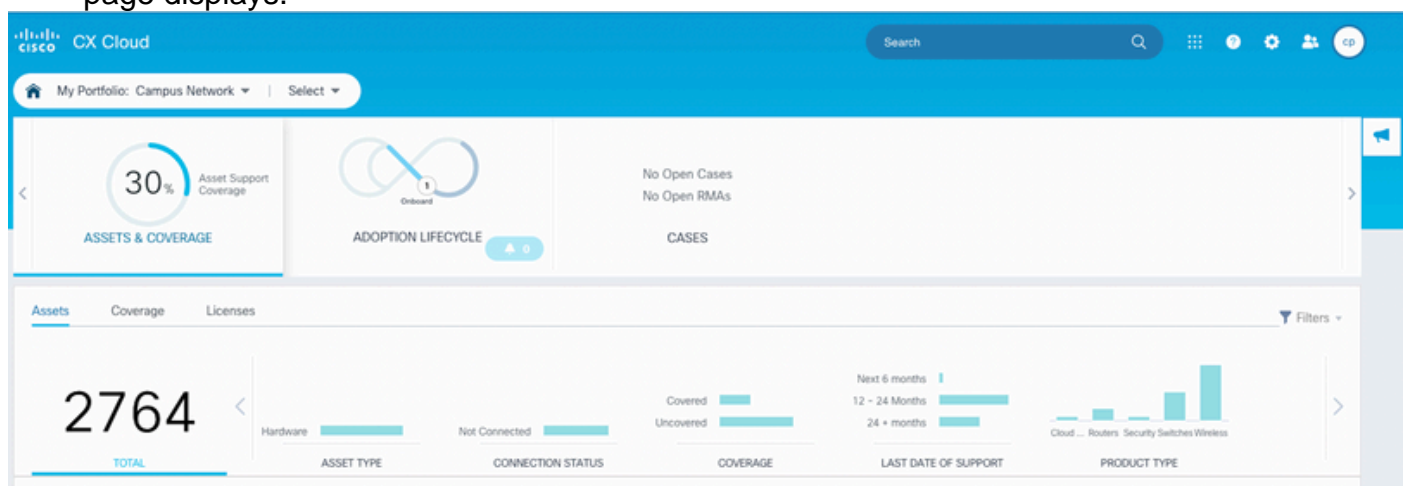 page displays.
cisco CX Cloud
Search
cp
My Portfolio: Campus Network | Select
30%
Asset Support
Coverage
ASSETS & COVERAGE
1
Onboard
ADOPTION LIFECYCLE
0
No Open Cases
No Open RMAs
CASES
Assets Coverage Licenses
Filters
2764
TOTAL
Hardware
ASSET TYPE
Not Connected
CONNECTION STATUS
Covered
Uncovered
COVERAGE
Next 6 months
12 - 24 Months
24 + months
LAST DATE OF SUPPORT
Cloud ... Routers Security Switches Wireless
PRODUCT TYPE